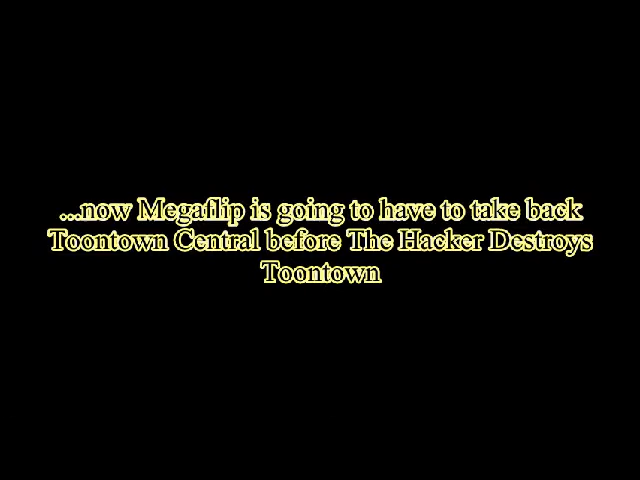 ...now Megaflip is going to have to take back
Toontown Central before The Hacker Destroys
Toontown